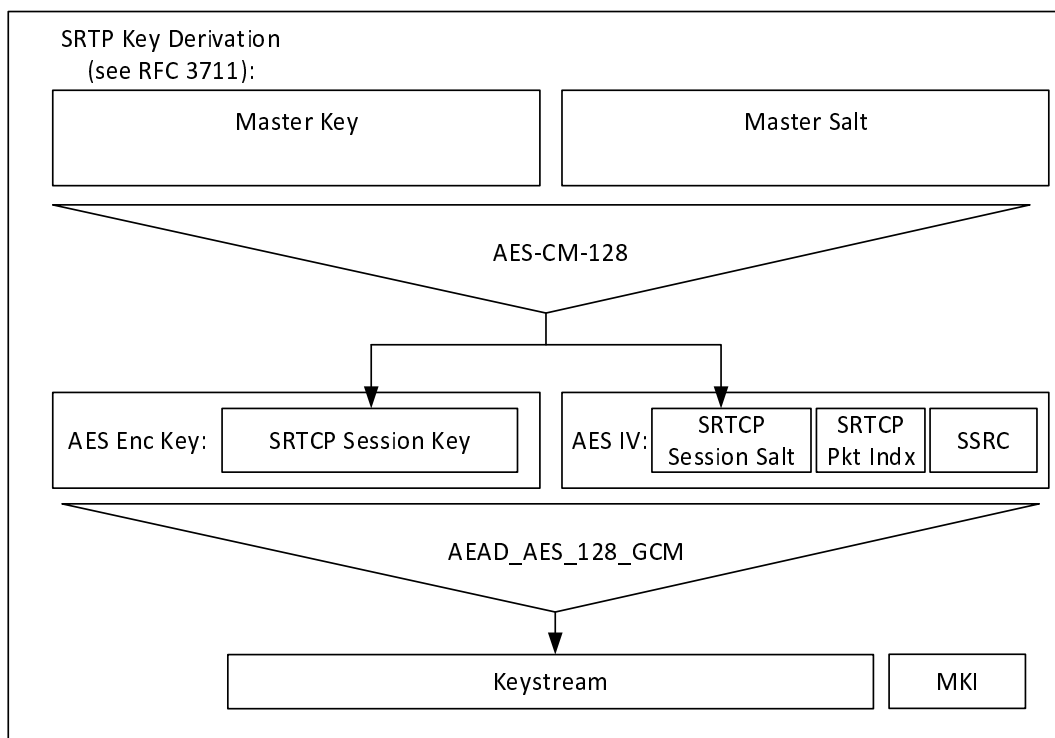 SRTP Key Derivation
(see RFC 3711):
Master Key
Master Salt
AES-CM-128
AES Enc Key:
SRTCP Session Key
AES IV:
SRTCP
Session Salt
SRTCP
Pkt Indx
SSRC
AEAD_AES_128_GCM
Keystream
MKI